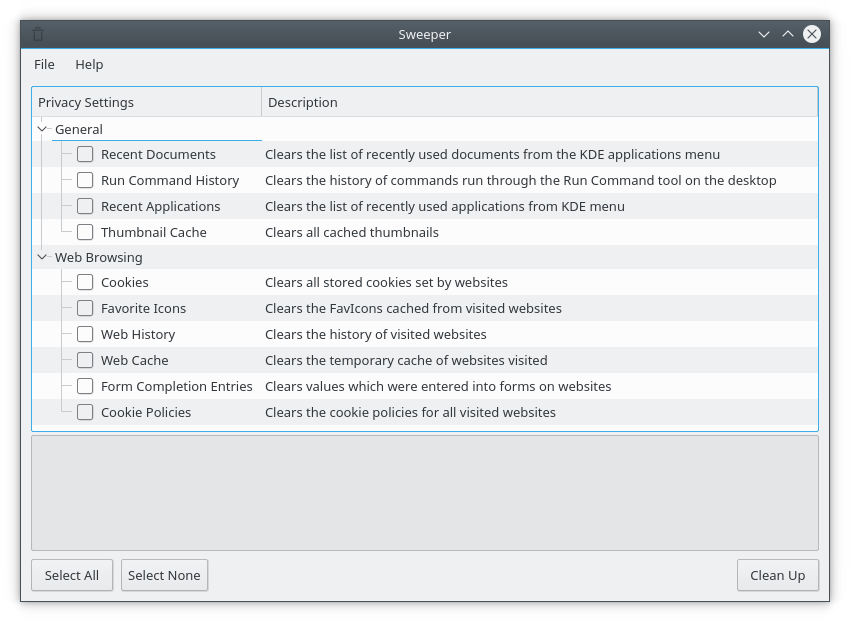 Sweeper
File Help
Privacy Settings Description
General
Recent Documents Clears the list of recently used documents from the KDE applications menu
Run Command History Clears the history of commands run through the Run Command tool on the desktop
Recent Applications Clears the list of recently used applications from KDE menu
Thumbnail Cache Clears all cached thumbnails
Web Browsing
Cookies Clears all stored cookies set by websites
Favorite Icons Clears the FavIcons cached from visited websites
Web History Clears the history of visited websites
Web Cache Clears the temporary cache of websites visited
Form Completion Entries Clears values which were entered into forms on websites
Cookie Policies Clears the cookie policies for all visited websites
Select All Select None Clean Up